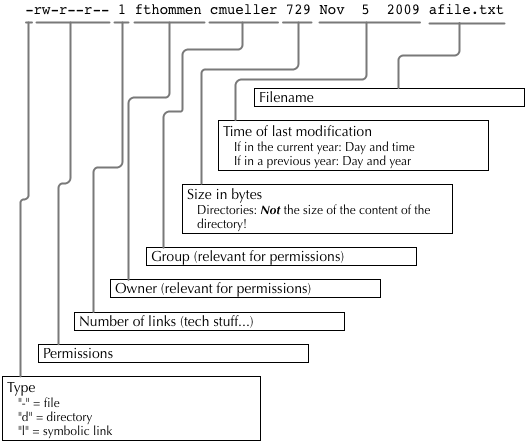 -rw-r--r-- 1 fthommen cmueller 729 Nov 5 2009 afile.txt
Filename
Time of last modification
If in the current year: Day and time
If in a previous year: Day and year
Size in bytes
Directories: Not the size of the content of the
directory!
Group (relevant for permissions)
Owner (relevant for permissions)
Number of links (tech stuff...)
Permissions
Type
"-" = file
"d" = directory
"l" = symbolic link